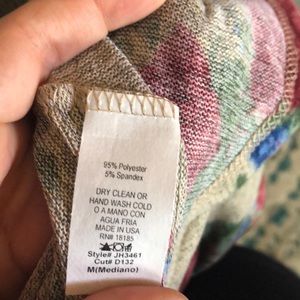 95% Polyester
5% Spandex
DRY CLEAN OR
HAND WASH COLD
O A MANO CON
AGUA FRIA
MADE IN USA
RN# 18185
Style# JH3461
Cut# D132
M(Mediano)